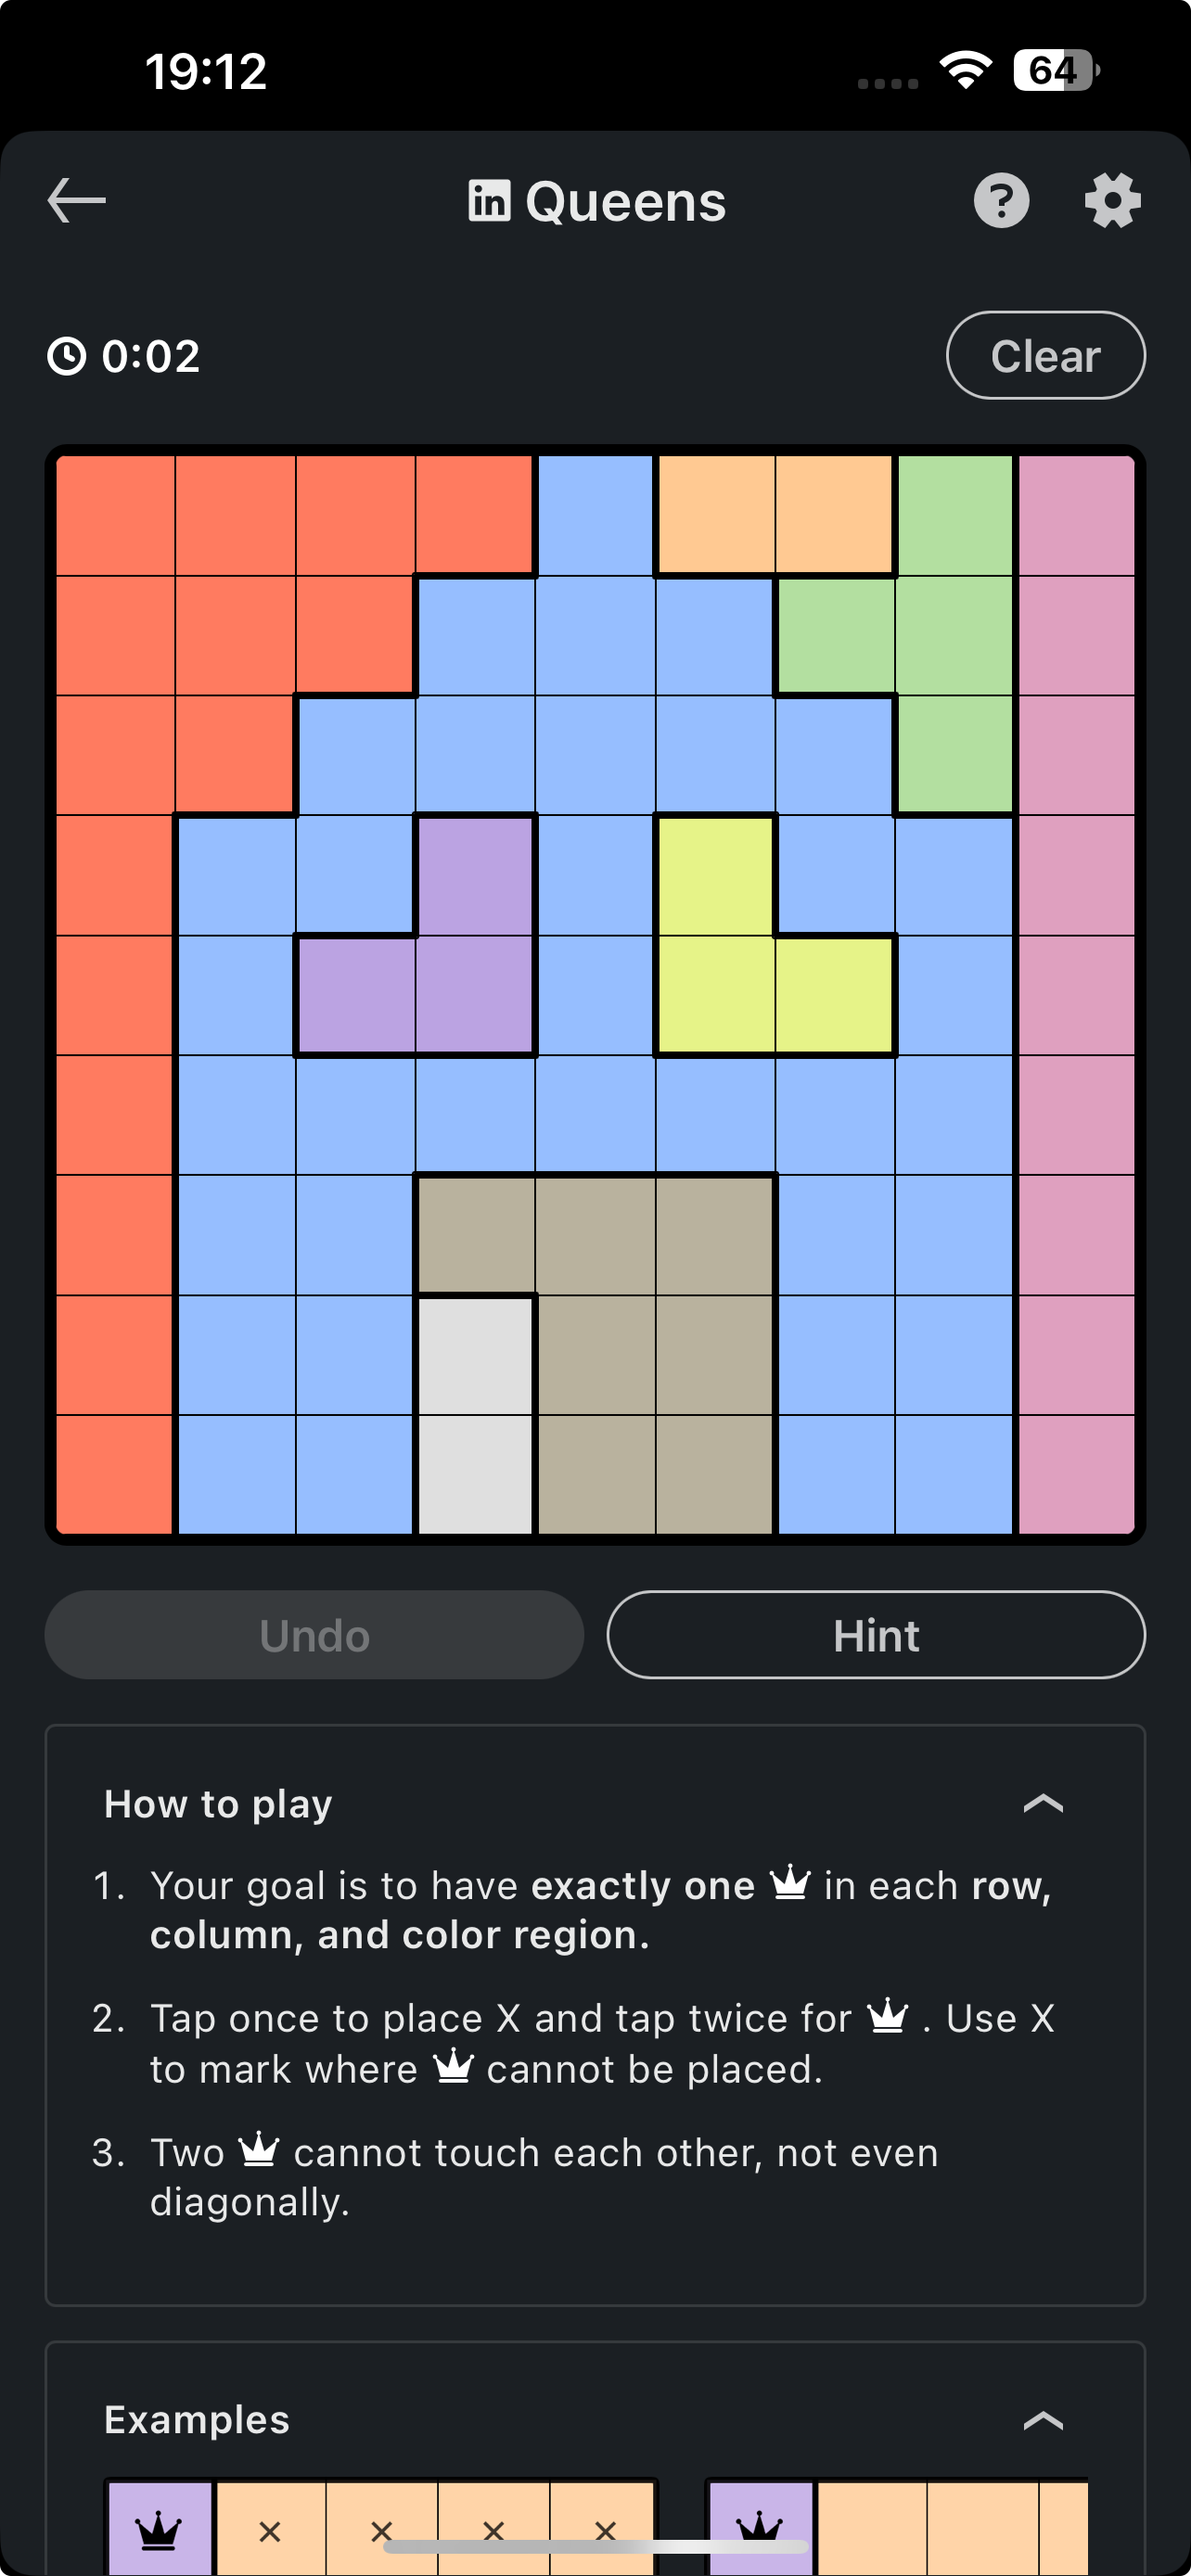 19:12
64
in Queens
?
0:02
Clear
Undo
Hint
How to play
1. Your goal is to have exactly one in each row,
column, and color region.
2. Tap once to place X and tap twice for . Use X
to mark where cannot be placed.
3. Two cannot touch each other, not even
diagonally.
Examples